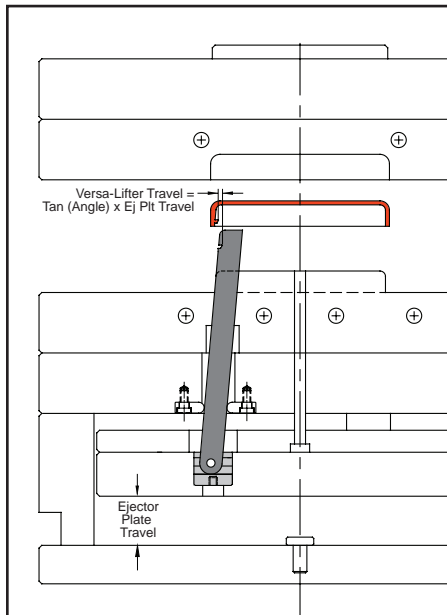 Versa-Lifter Travel =
Tan (Angle) x Ej Plt Travel
Ejector
Plate
Travel